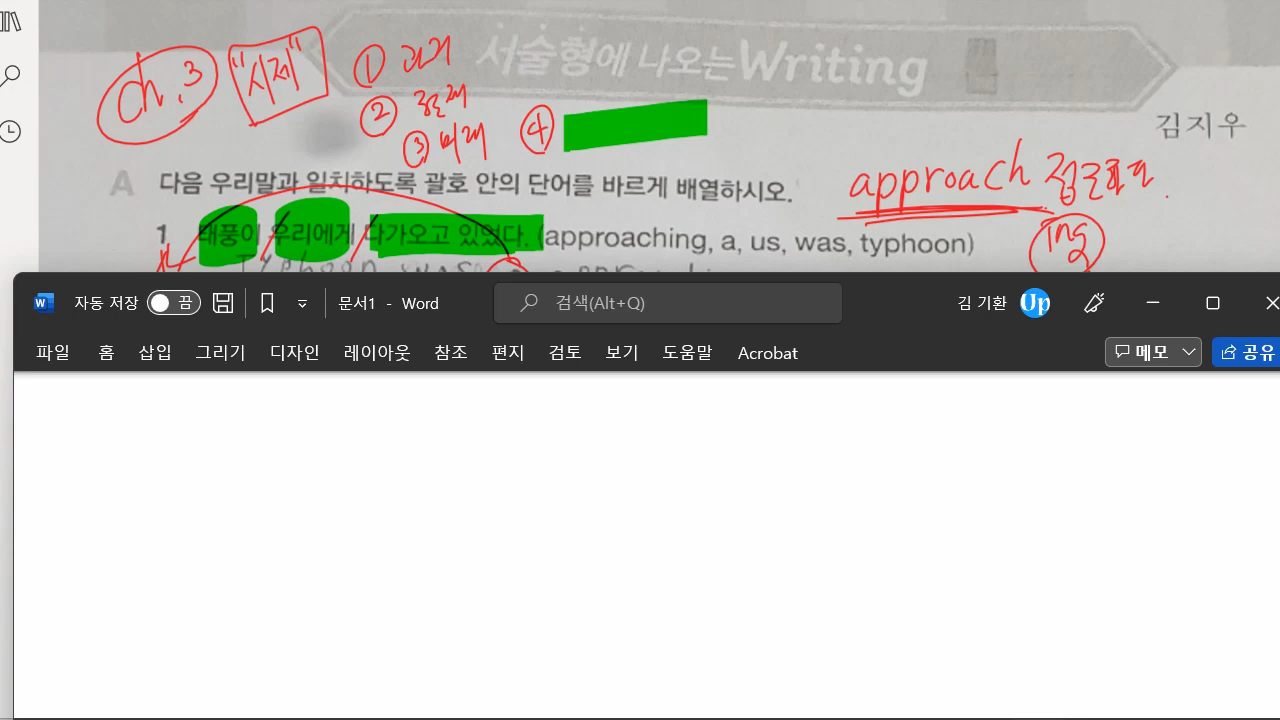 서술형에 나오는 Writing
ch.3 "시제" ① 과거
② 현재
③ 미래 ④
김지우
A 다음 우리말과 일치하도록 괄호 안의 단어를 바르게 배열하시오.
approach
1 태풍이 우리에게 다가오고 있었다. (approaching, a, us, was, typhoon)
ing
Typhoon was
자동 저장 끔 문서1 - Word 검색(Alt+Q) 김 기환 Up
파일 홈 삽입 그리기 디자인 레이아웃 참조 편지 검토 보기 도움말 Acrobat 메모 공유